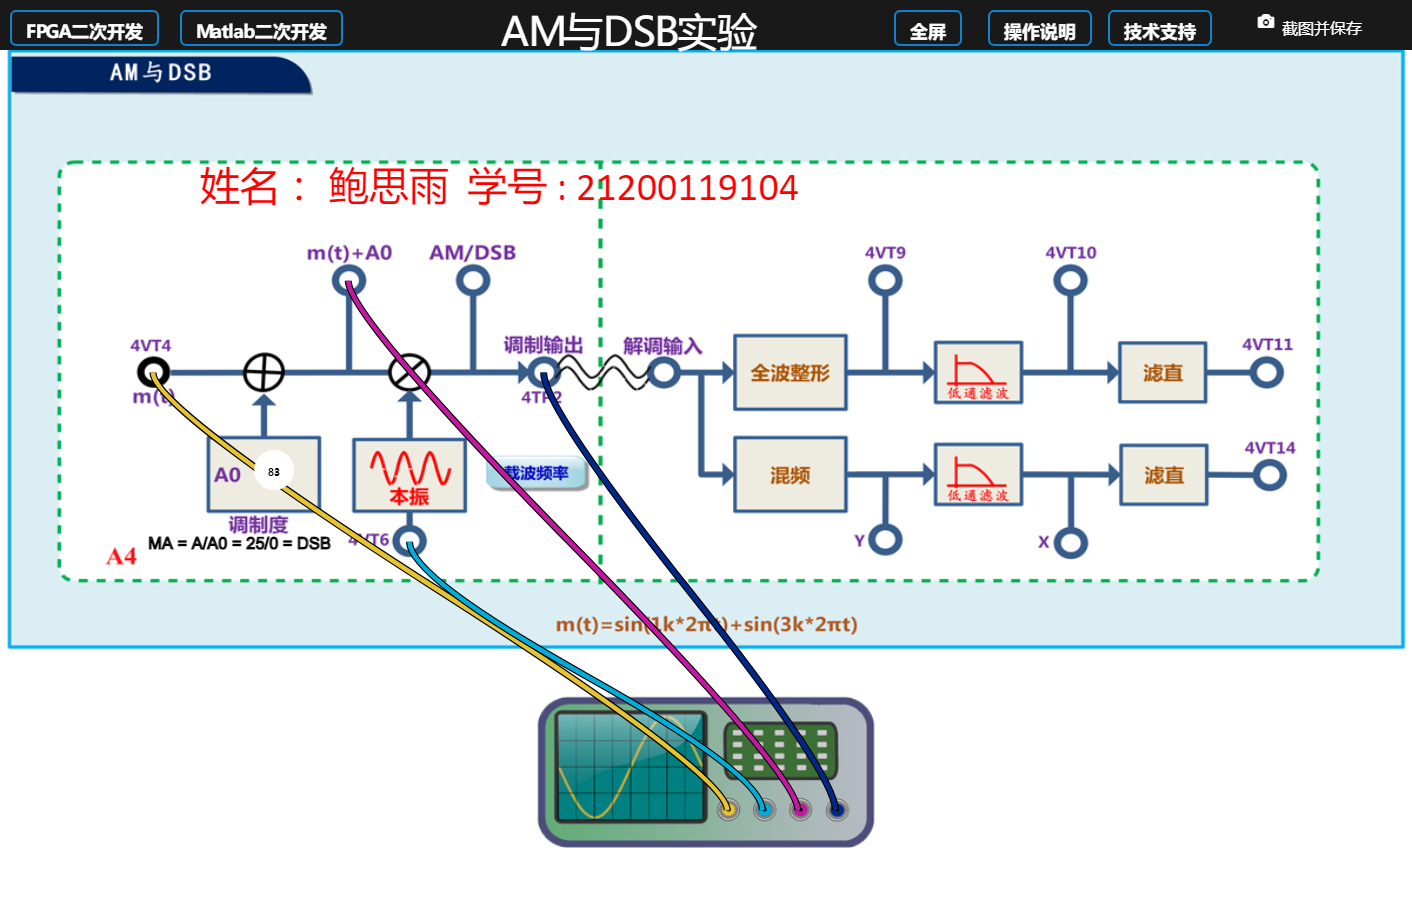 FPGA二次开发 Matlab二次开发 AM与DSB实验 全屏 操作说明 技术支持 截图并保存
AM与DSB
姓名： 鲍思雨 学号 : 21200119104
m(t)+A0 AM/DSB 4VT9 4VT10
4VT4 调制输出 解调输入 4VT11
全波整形 低通滤波 滤直
m(t) 4TP2
A0 83 本振 载波频率 混频 低通滤波 滤直 4VT14
调制度
MA = A/A0 = 25/0 = DSB 4VT6 Y X
A4
m(t)=sin(1k*2πt)+sin(3k*2πt)